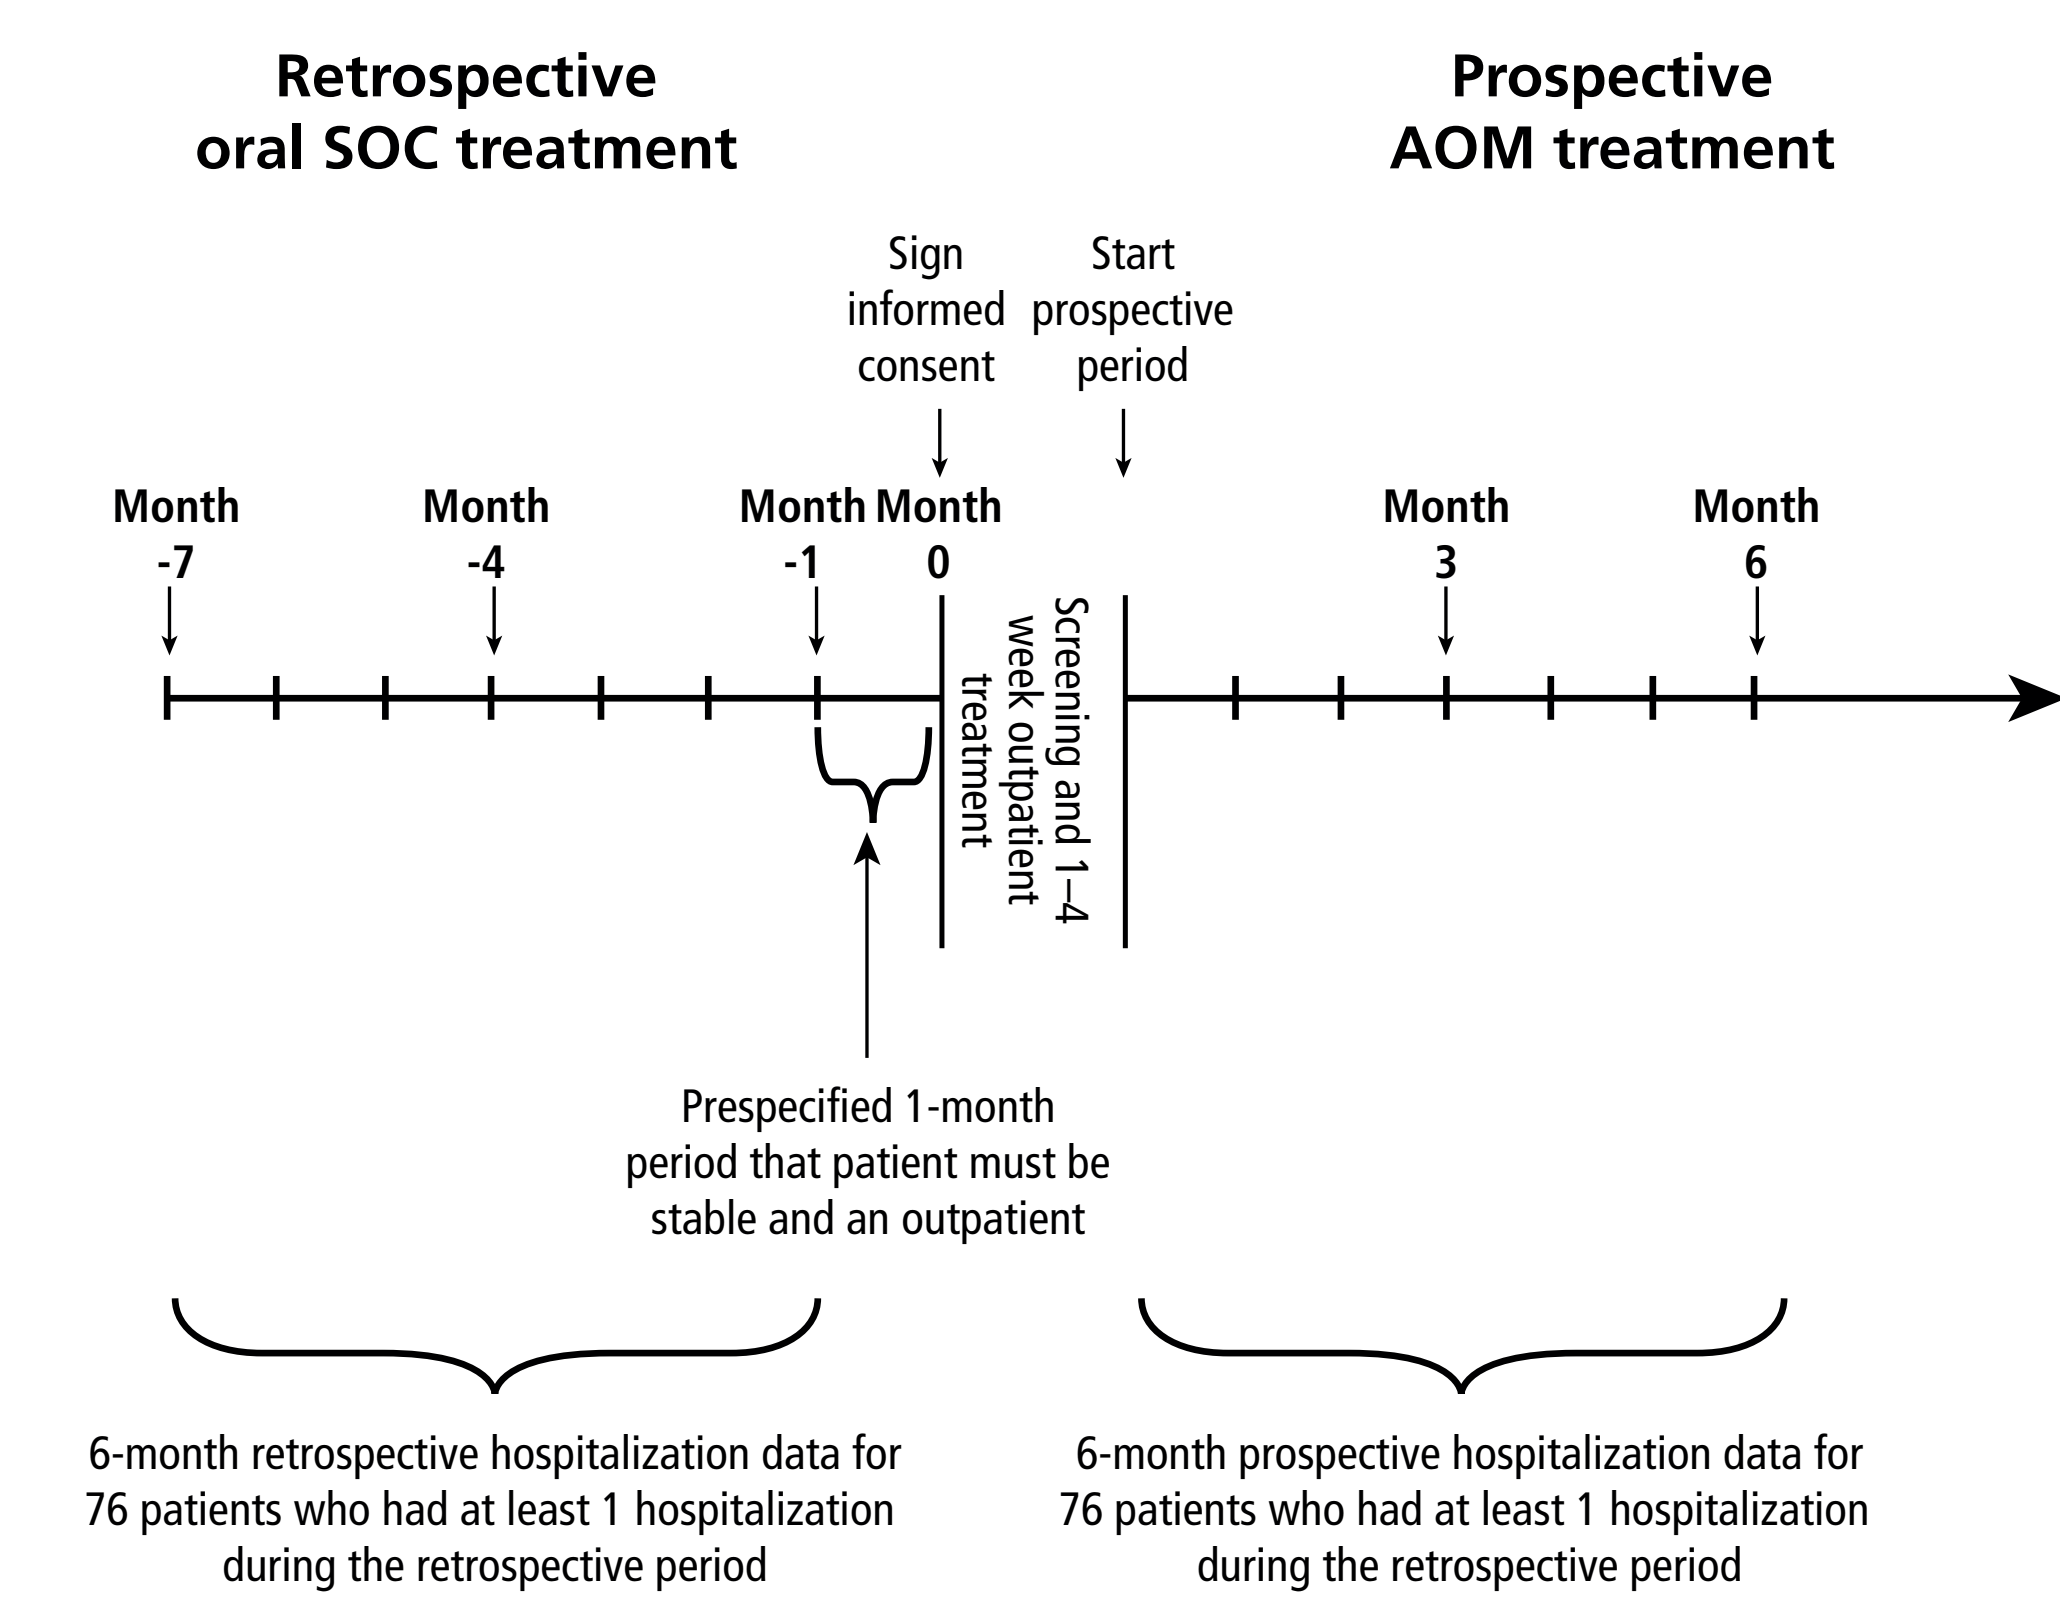 Retrospective
oral SOC treatment
Prospective
AOM treatment
Sign
informed
consent
Start
prospective
period
Month
-7
Month
-4
Month
-1
Month
0
Month
3
Month
6
Screening and 1–4
week outpatient
treatment
Prespecified 1-month
period that patient must be
stable and an outpatient
6-month retrospective hospitalization data for
76 patients who had at least 1 hospitalization
during the retrospective period
6-month prospective hospitalization data for
76 patients who had at least 1 hospitalization
during the retrospective period